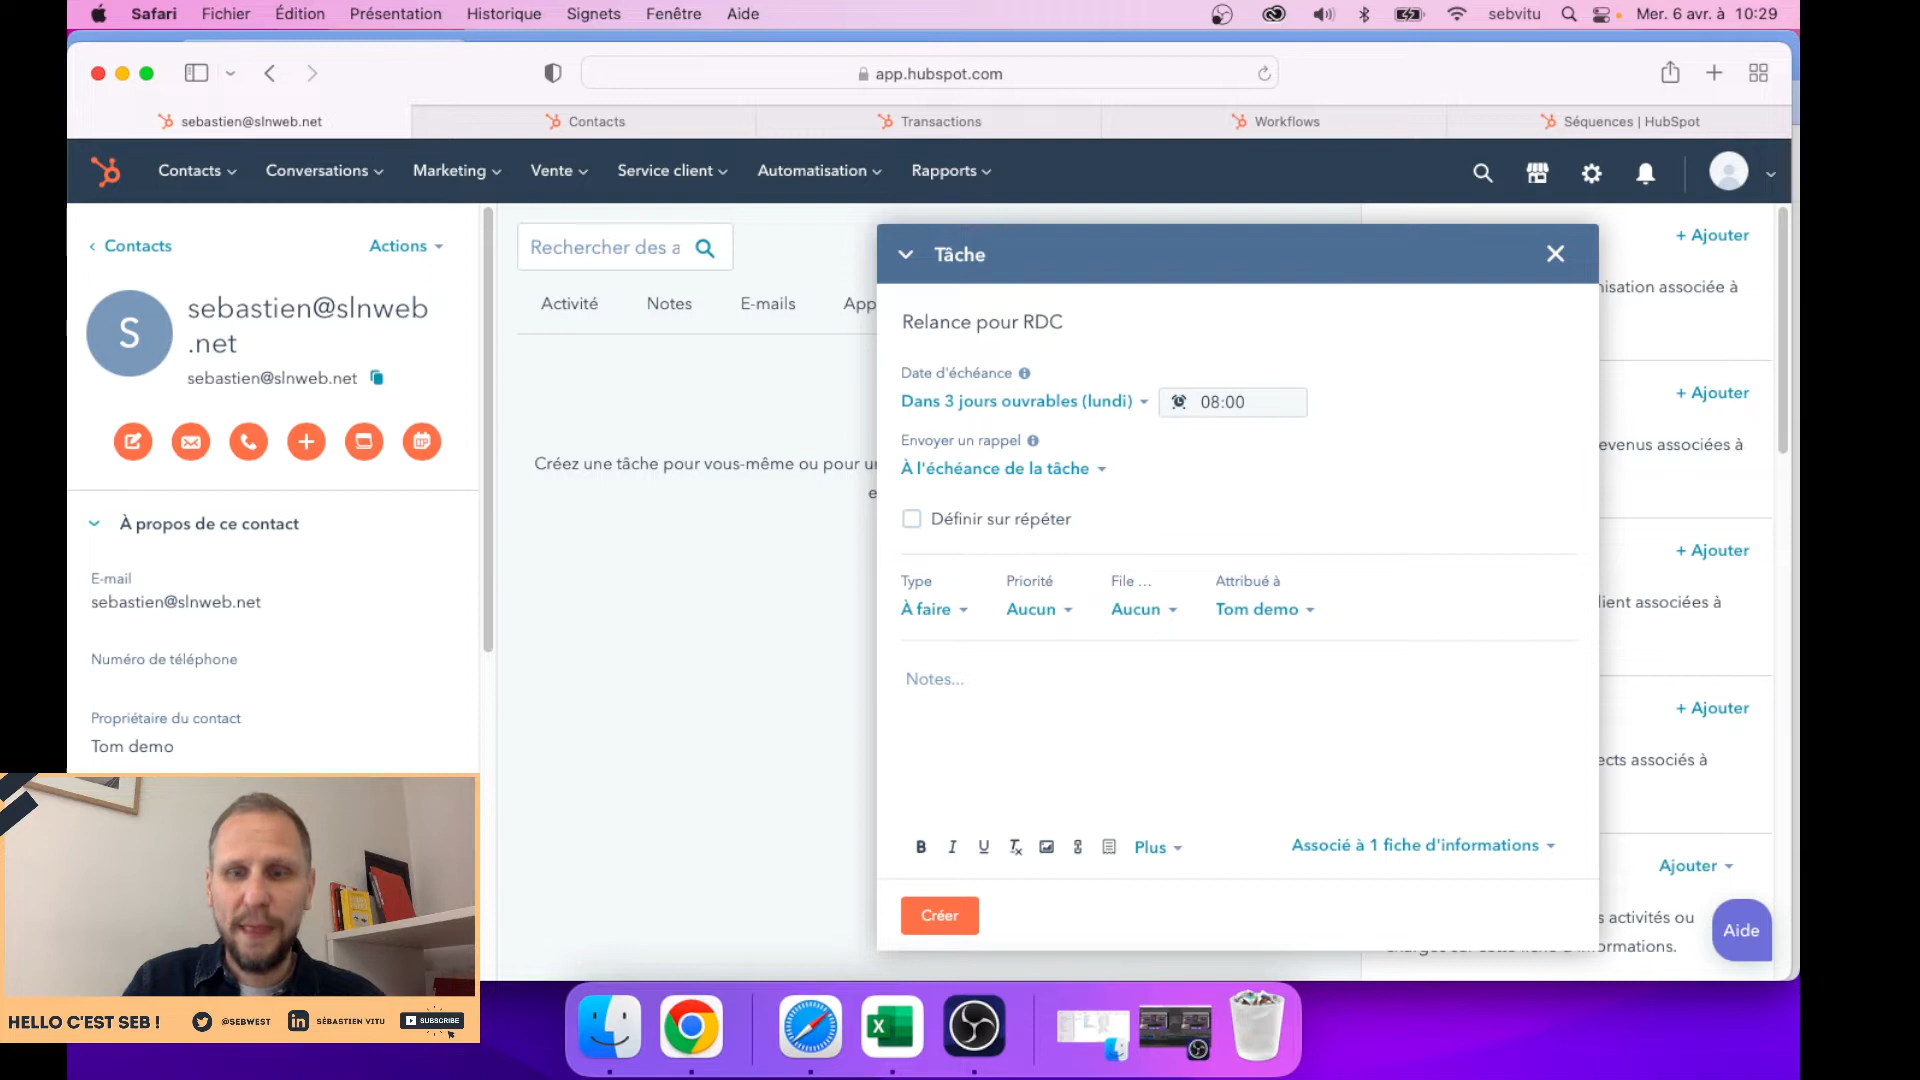 Safari Fichier Édition Présentation Historique Signets Fenêtre Aide sebvitu Mer. 6 avr. à 10:29
app.hubspot.com
sebastien@slnweb.net Contacts Transactions Workflows Séquences | HubSpot
Contacts Conversations Marketing Vente Service client Automatisation Rapports
Contacts Actions
S
sebastien@slnweb
.net
sebastien@slnweb.net
À propos de ce contact
E-mail
sebastien@slnweb.net
Numéro de téléphone
Propriétaire du contact
Tom demo
Rechercher des a
Activité Notes E-mails App
Créez une tâche pour vous-même ou pour un
e
Tâche
Relance pour RDC
Date d'échéance
Dans 3 jours ouvrables (lundi) 08:00
Envoyer un rappel
À l'échéance de la tâche
Définir sur répéter
Type Priorité File ... Attribué à
À faire Aucun Aucun Tom demo
Notes...
B I U Plus Associé à 1 fiche d'informations
Créer
+ Ajouter
nisation associée à
+ Ajouter
evenus associées à
+ Ajouter
lient associées à
+ Ajouter
ects associés à
Ajouter
s activités ou
Aide
HELLO C'EST SEB ! @SEBWEST SÉBASTIEN VITU SUBSCRIBE